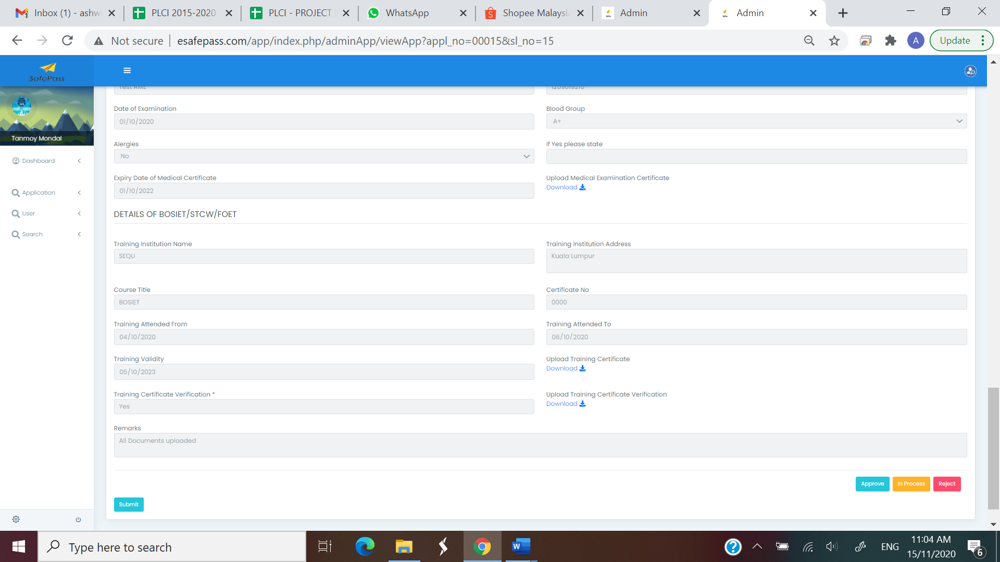 Inbox (1) - ashw
PLCI 2015-2020
PLCI - PROJECT
WhatsApp
Shopee Malaysia
Admin
Admin
Not secure
esafepass.com/app/index.php/adminApp/viewApp?appl_no=00015&sl_no=15
A
Update
SafePass
Test AME
1209019210
Tanmoy Mondal
Dashboard
Application
User
Search
Date of Examination
Blood Group
01/10/2020
A+
Alergies
If Yes please state
No
Expiry Date of Medical Certificate
Upload Medical Examination Certificate
01/10/2022
Download
DETAILS OF BOSIET/STCW/FOET
Training Institution Name
Training Institution Address
SEQU
Kuala Lumpur
Course Title
Certificate No
BOSIET
0000
Training Attended From
Training Attended To
04/10/2020
06/10/2020
Training Validity
Upload Training Certificate
05/10/2023
Download
Training Certificate Verification *
Upload Training Certificate Verification
Yes
Download
Remarks
All Documents uploaded
Approve
In Process
Reject
Submit
Type here to search
ENG
11:04 AM
15/11/2020
6